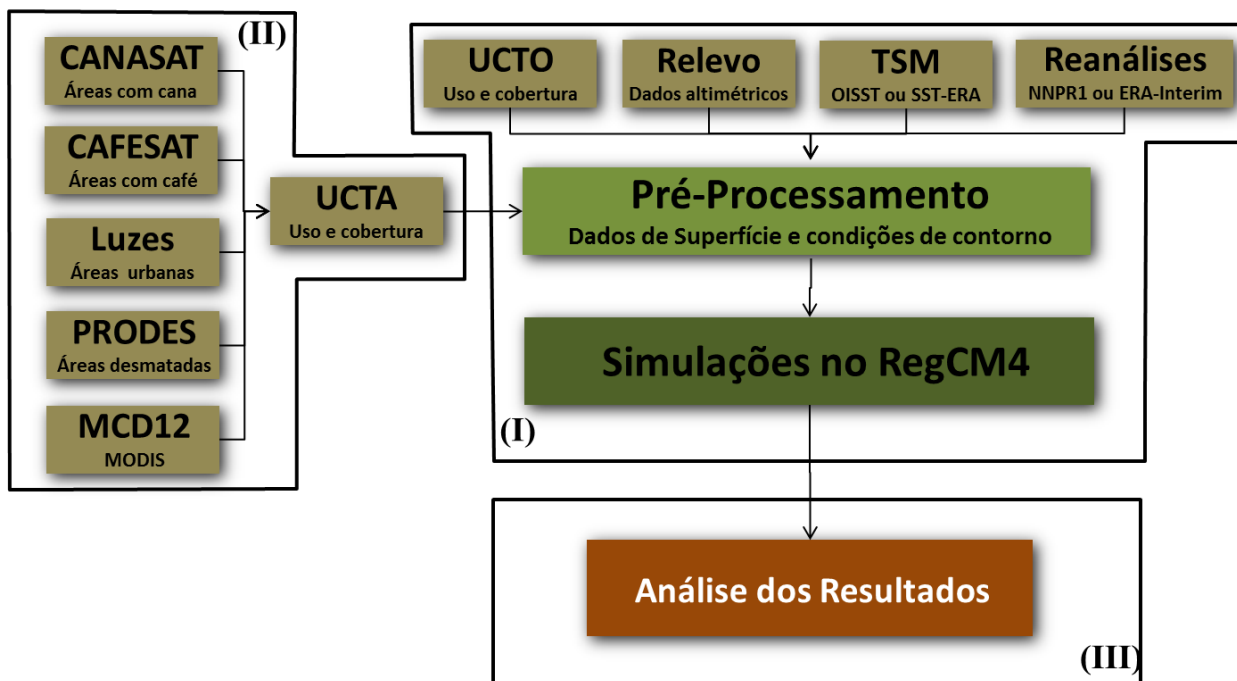 (II)
CANASAT
Áreas com cana
CAFESAT
Áreas com café
Luzes
Áreas urbanas
PRODES
Áreas desmatadas
MCD12
MODIS
UCTA
Uso e cobertura
UCTO
Uso e cobertura
Relevo
Dados altimétricos
TSM
OISST ou SST-ERA
Reanálises
NNPR1 ou ERA-Interim
Pré-Processamento
Dados de Superfície e condições de contorno
Simulações no RegCM4
(I)
Análise dos Resultados
(III)